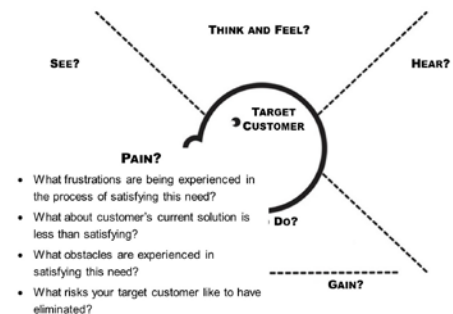 THINK AND FEEL?
SEE?
HEAR?
TARGET
CUSTOMER
PAIN?
• What frustrations are being experienced in
the process of satisfying this need?
• What about customer's current solution is
less than satisfying?
• What obstacles are experienced in
satisfying this need?
• What risks your target customer like to have
eliminated?
DO?
GAIN?